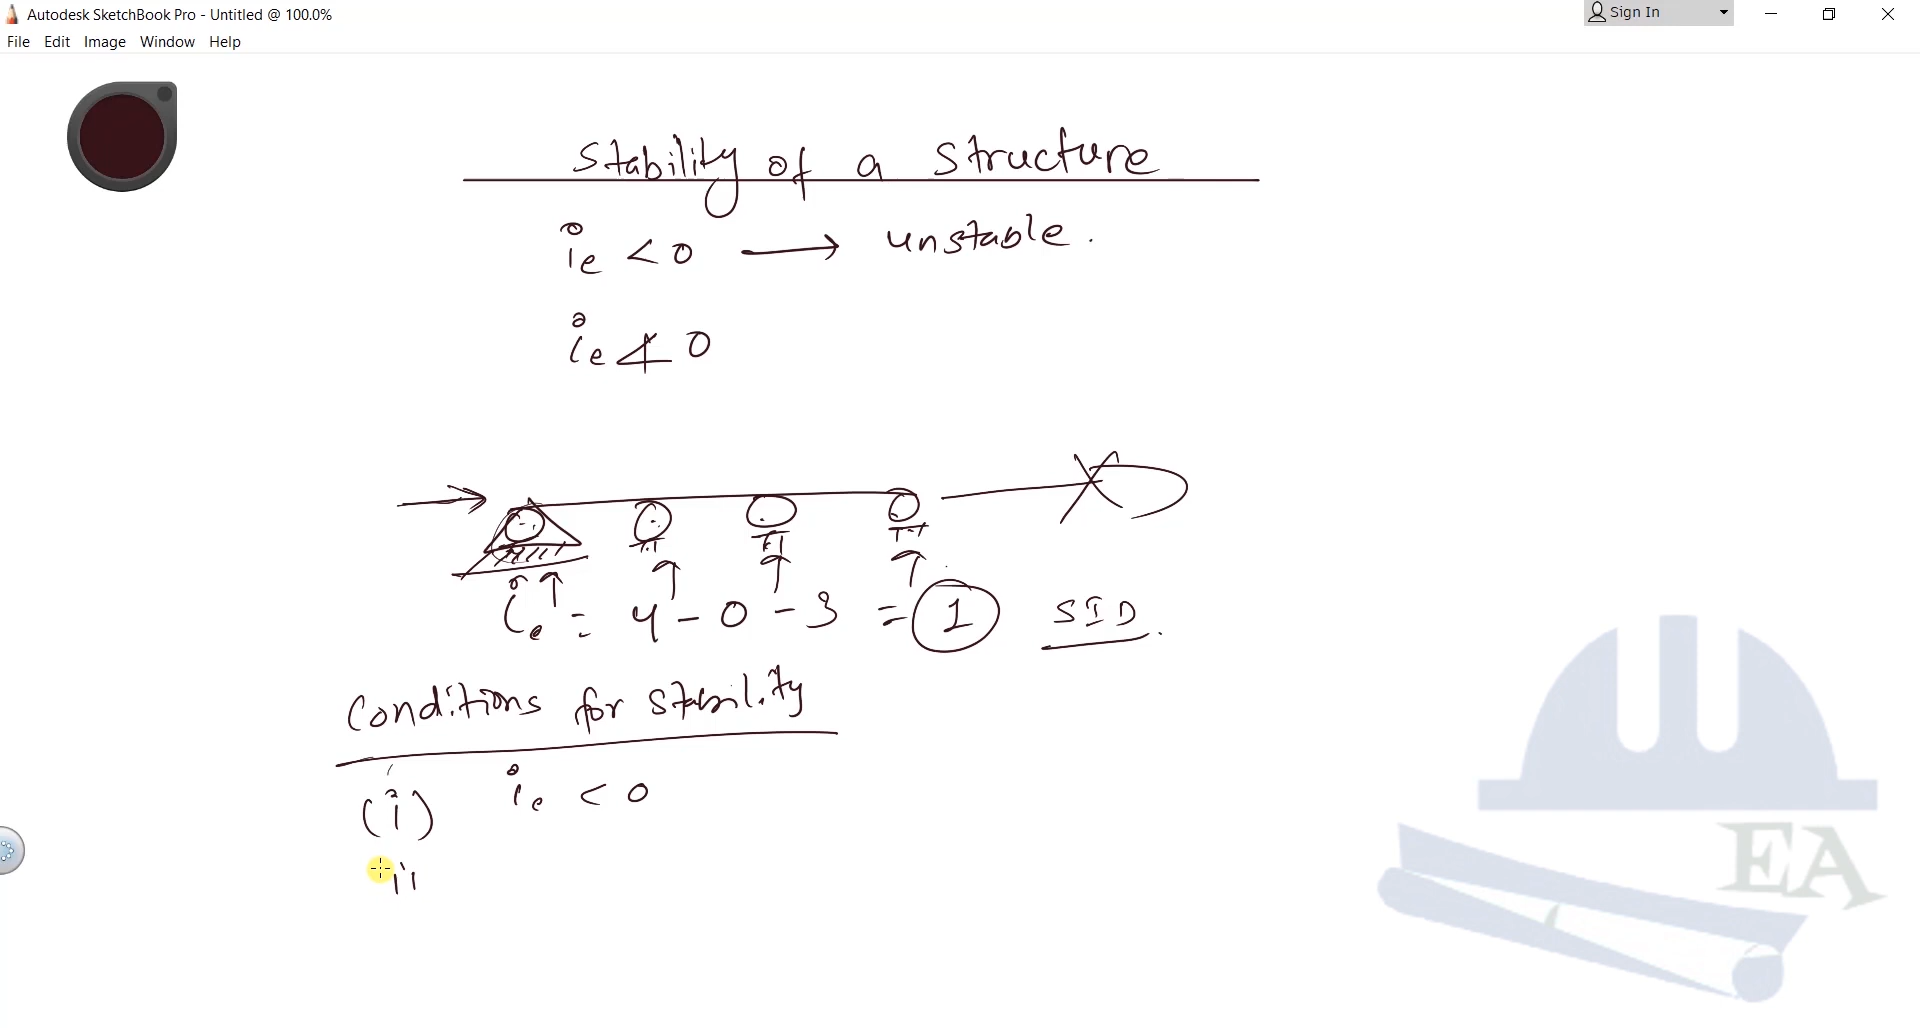 Autodesk SketchBook Pro - Untitled @ 100.0%
Sign In
File Edit Image Window Help
Stability of a structure
ie < 0 → unstable.
ie ≮ 0
ie = 4 - 0 - 3 = 1 SID.
Conditions for stability
(i) ie < 0
ii
EA